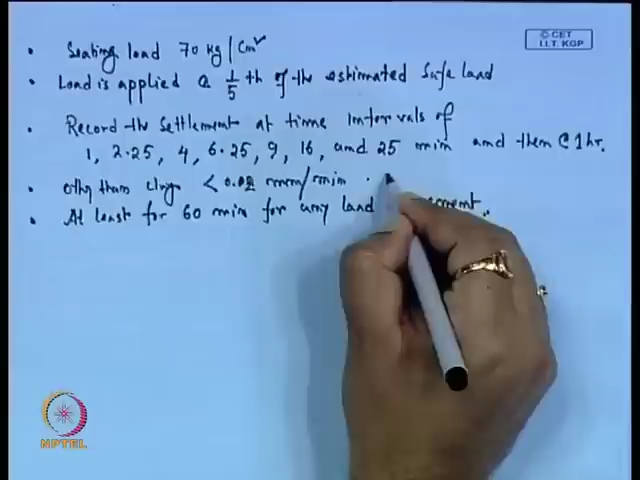 © CET
I.I.T. KGP
• Seating load 70 kg/cm²
• Load is applied @ 1/5 th of the estimated safe load
• Record the settlement at time intervals of
1, 2.25, 4, 6.25, 9, 16, and 25 min and then @ 1 hr.
• Other than clays < 0.02 mm/min .
• At least for 60 min for any load
NPTEL